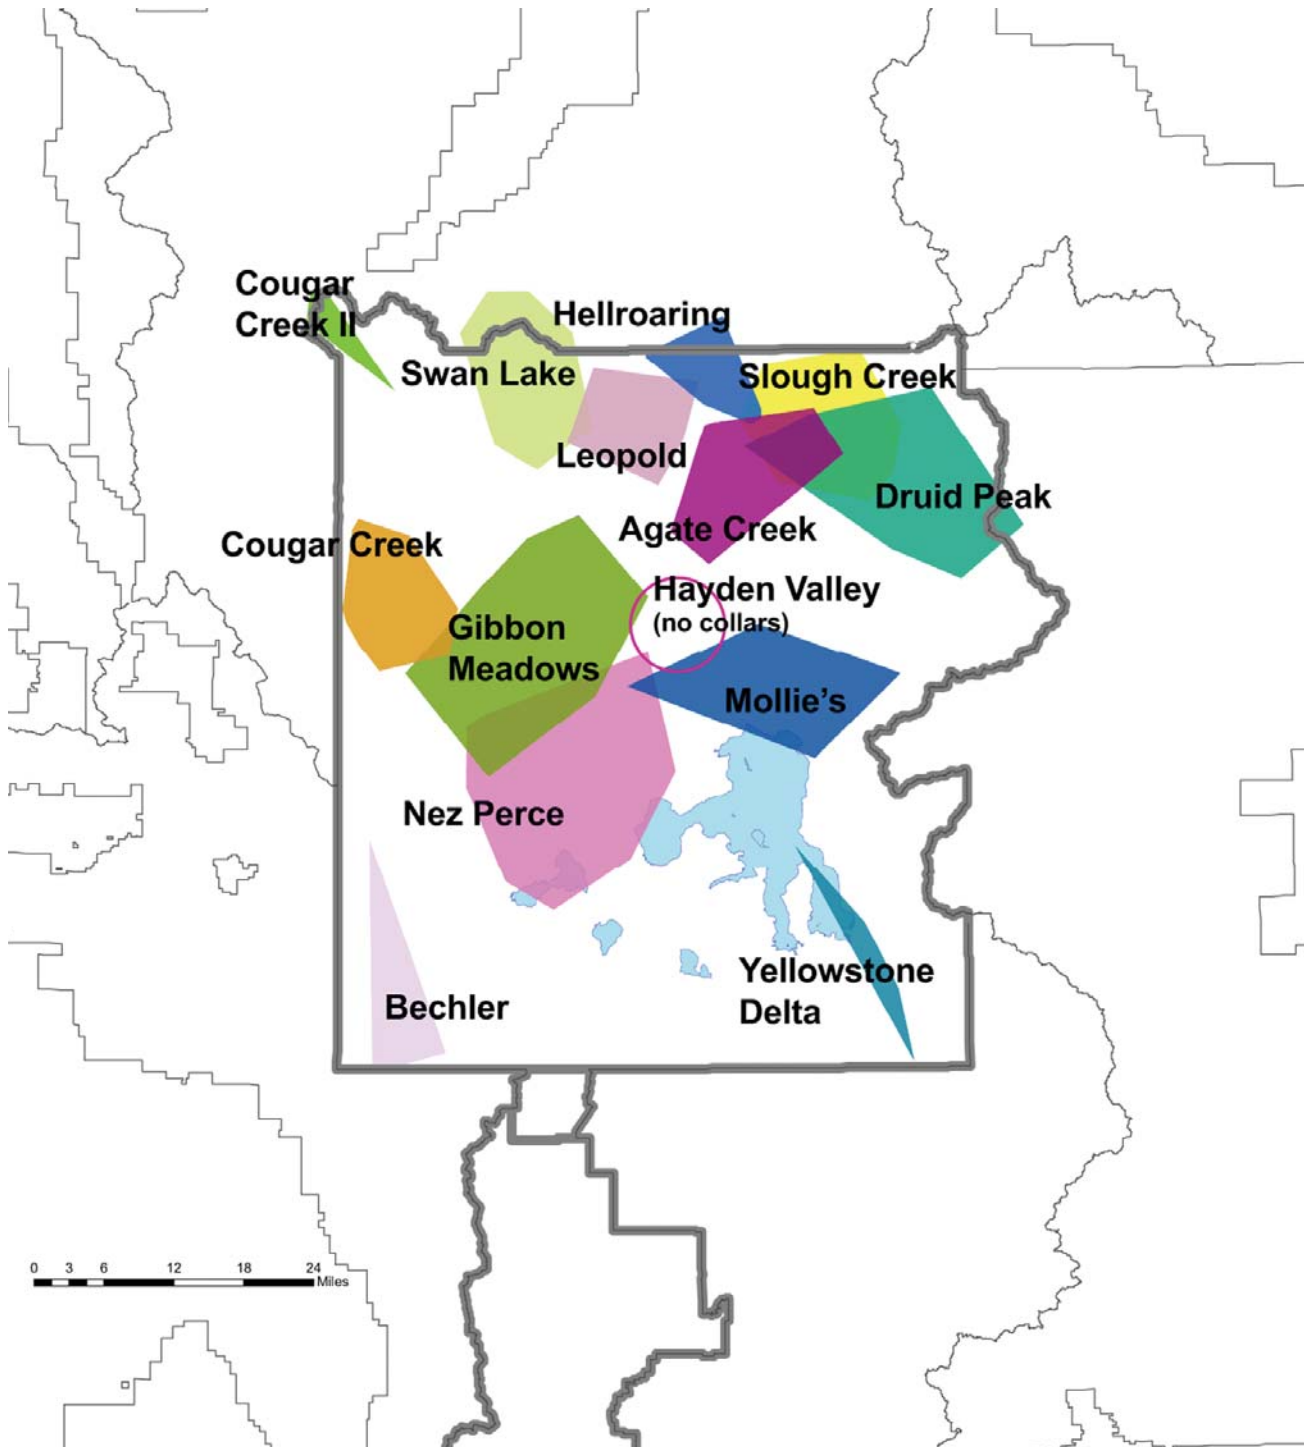 Cougar
Creek II
Hellroaring
Swan Lake
Slough Creek
Leopold
Druid Peak
Agate Creek
Cougar Creek
Hayden Valley
(no collars)
Gibbon
Meadows
Mollie's
Nez Perce
Yellowstone
Delta
Bechler
0 3 6 12 18 24
Miles